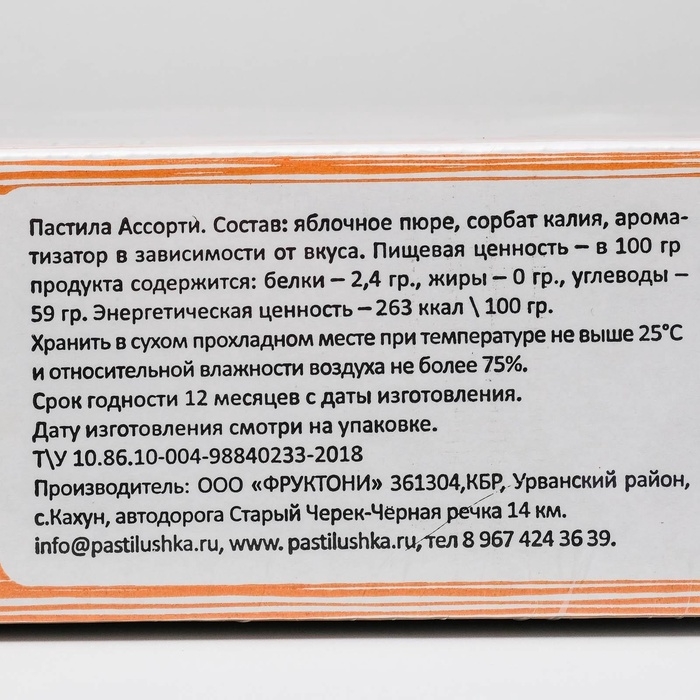 Пастила Ассорти. Состав: яблочное пюре, сорбат калия, арома-
тизатор в зависимости от вкуса. Пищевая ценность – в 100 гр
продукта содержится: белки – 2,4 гр., жиры – 0 гр., углеводы –
59 гр. Энергетическая ценность – 263 ккал \ 100 гр.
Хранить в сухом прохладном месте при температуре не выше 25°С
и относительной влажности воздуха не более 75%.
Срок годности 12 месяцев с даты изготовления.
Дату изготовления смотри на упаковке.
Т\У 10.86.10-004-98840233-2018
Производитель: ООО «ФРУКТОНИ» 361304,КБР, Урванский район,
с.Кахун, автодорога Старый Черек-Чёрная речка 14 км.
info@pastilushka.ru, www. pastilushka.ru, тел 8 967 424 36 39.